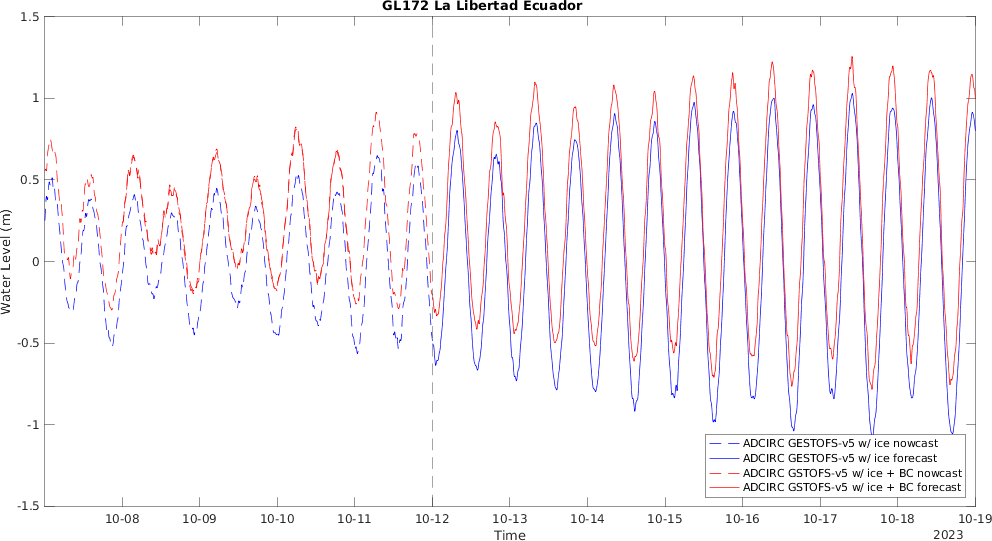 GL172 La Libertad Ecuador
1.5
1
0.5
0
-0.5
-1
-1.5
Water Level (m)
ADCIRC GESTOFS-v5 w/ ice nowcast
ADCIRC GESTOFS-v5 w/ ice forecast
ADCIRC GSTOFS-v5 w/ ice + BC nowcast
ADCIRC GSTOFS-v5 w/ ice + BC forecast
10-08 10-09 10-10 10-11 10-12 10-13 10-14 10-15 10-16 10-17 10-18 10-19
Time
2023